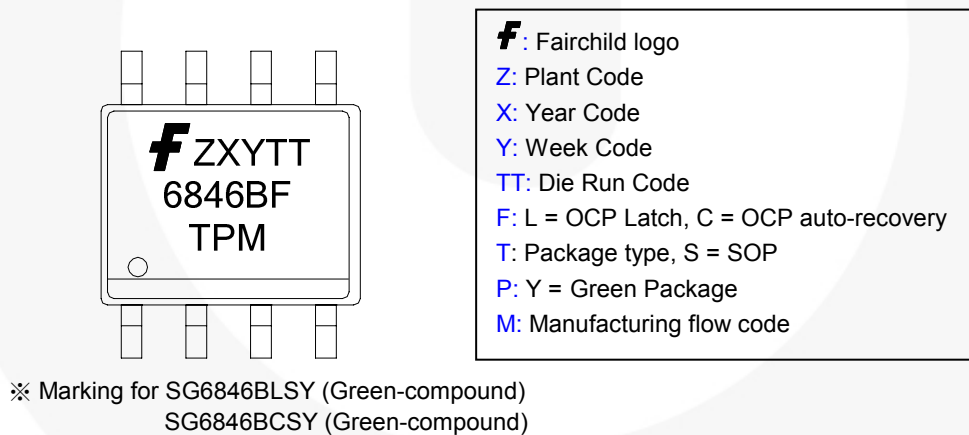 ZXYTT
6846BF
TPM
: Fairchild logo
Z: Plant Code
X: Year Code
Y: Week Code
TT: Die Run Code
F: L = OCP Latch, C = OCP auto-recovery
T: Package type, S = SOP
P: Y = Green Package
M: Manufacturing flow code
※ Marking for SG6846BLSY (Green-compound)
SG6846BCSY (Green-compound)